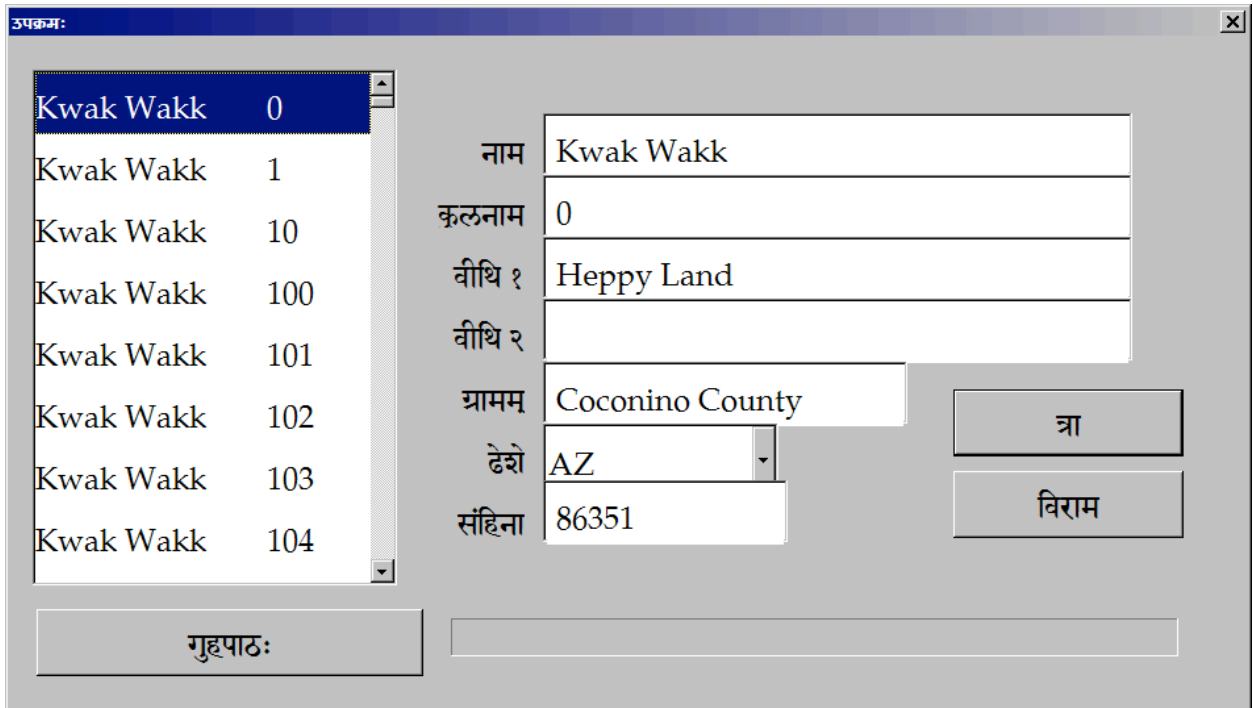 उपक्रमः
Kwak Wakk 0
Kwak Wakk 1
Kwak Wakk 10
Kwak Wakk 100
Kwak Wakk 101
Kwak Wakk 102
Kwak Wakk 103
Kwak Wakk 104
गुहपाठः
नाम Kwak Wakk
कुलनाम 0
वीथि १ Heppy Land
वीथि २
ग्रामम् Coconino County
ढेशे AZ
संहिना 86351
त्रा
विराम